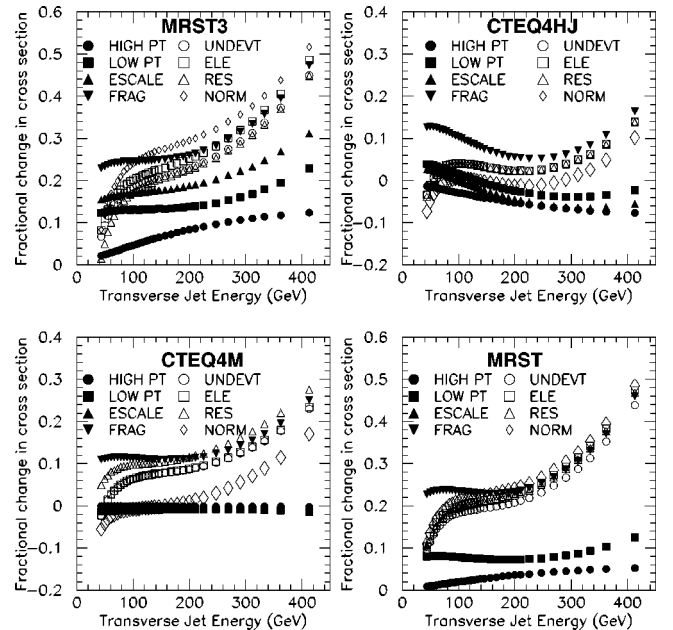 MRST3
HIGH PT UNDEVT
LOW PT ELE
ESCALE RES
FRAG NORM
Fractional change in cross section
0.6
0.5
0.4
0.3
0.2
0.1
0
0 100 200 300 400
Transverse Jet Energy (GeV)
CTEQ4HJ
HIGH PT UNDEVT
LOW PT ELE
ESCALE RES
FRAG NORM
Fractional change in cross section
0.4
0.3
0.2
0.1
0
−0.1
−0.2
0 100 200 300 400
Transverse Jet Energy (GeV)
CTEQ4M
HIGH PT UNDEVT
LOW PT ELE
ESCALE RES
FRAG NORM
Fractional change in cross section
0.4
0.3
0.2
0.1
0
−0.1
−0.2
0 100 200 300 400
Transverse Jet Energy (GeV)
MRST
HIGH PT UNDEVT
LOW PT ELE
ESCALE RES
FRAG NORM
Fractional change in cross section
0.6
0.5
0.4
0.3
0.2
0.1
0
0 100 200 300 400
Transverse Jet Energy (GeV)